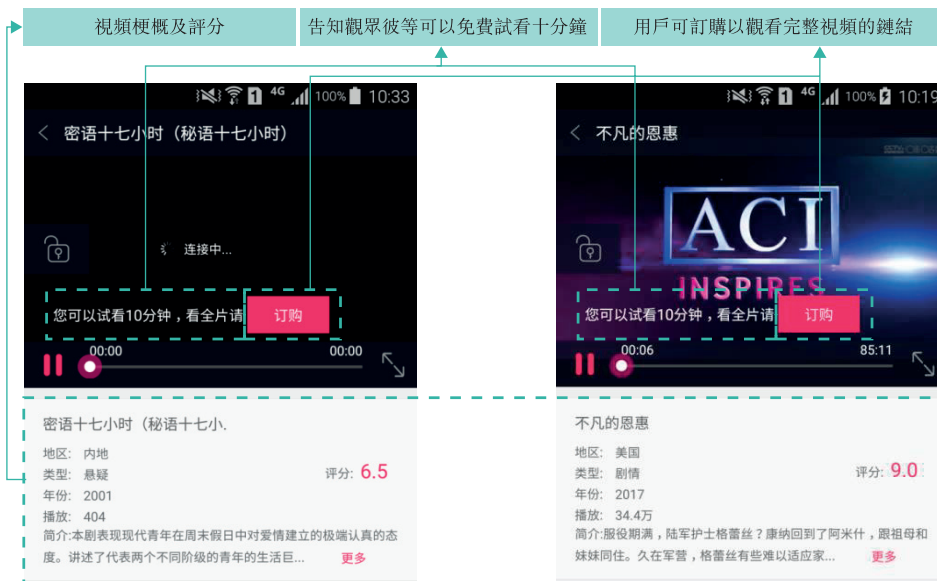 視頻梗概及評分
告知觀眾彼等可以免費試看十分鐘
用戶可訂購以觀看完整視頻的鏈結
1 4G 100% 10:33
密语十七小时（秘语十七小时）
连接中...
您可以试看10分钟，看全片请 订购
00:00 00:00
密语十七小时（秘语十七小.
地区: 内地
类型: 悬疑
评分: 6.5
年份: 2001
播放: 404
简介:本剧表现现代青年在周末假日中对爱情建立的极端认真的态
度。讲述了代表两个不同阶级的青年的生活巨... 更多
1 4G 100% 10:19
不凡的恩惠
ACI
INSPIRES
您可以试看10分钟，看全片请 订购
00:06 85:11
不凡的恩惠
地区: 美国
类型: 剧情
评分: 9.0
年份: 2017
播放: 34.4万
简介:服役期满，陆军护士格蕾丝？康纳回到了阿米什，跟祖母和
妹妹同住。久在军营，格蕾丝有些难以适应家... 更多